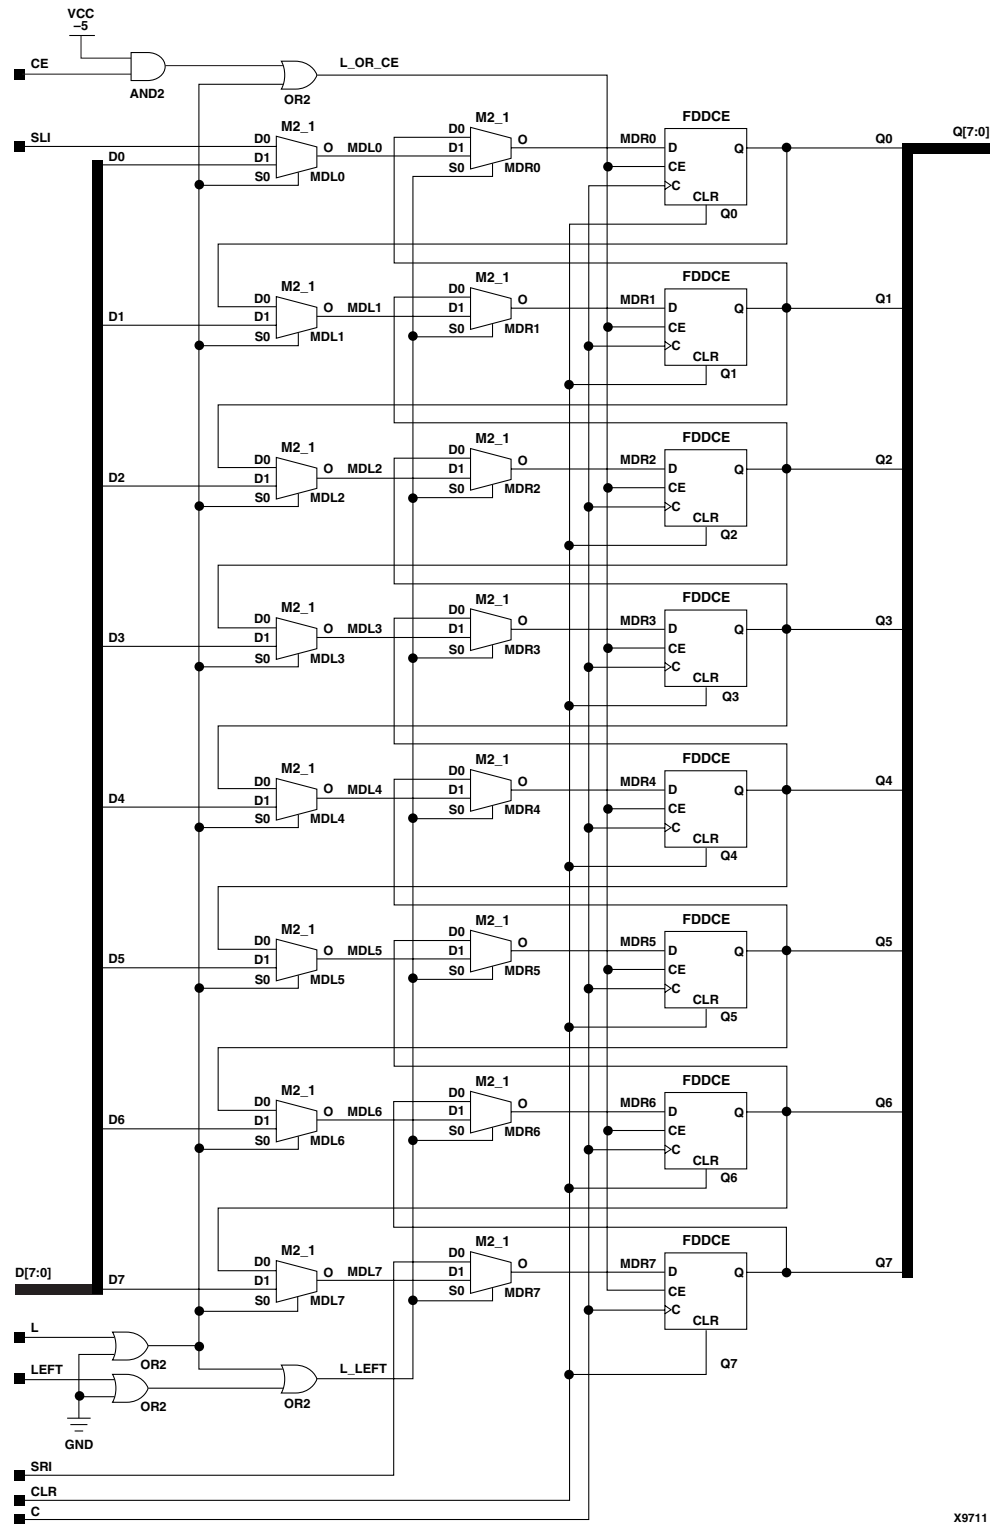 VCC
–5
CE
AND2
OR2
L_OR_CE
SLI
D0
M2_1
D0
D1
S0
O
MDL0
MDL0
M2_1
D0
D1
S0
O
MDR0
MDR0
FDDCE
D
CE
C
CLR
Q
Q0
Q0
Q[7:0]
D1
M2_1
D0
D1
S0
O
MDL1
MDL1
M2_1
D0
D1
S0
O
MDR1
MDR1
FDDCE
D
CE
C
CLR
Q
Q1
Q1
D2
M2_1
D0
D1
S0
O
MDL2
MDL2
M2_1
D0
D1
S0
O
MDR2
MDR2
FDDCE
D
CE
C
CLR
Q
Q2
Q2
D3
M2_1
D0
D1
S0
O
MDL3
MDL3
M2_1
D0
D1
S0
O
MDR3
MDR3
FDDCE
D
CE
C
CLR
Q
Q3
Q3
D4
M2_1
D0
D1
S0
O
MDL4
MDL4
M2_1
D0
D1
S0
O
MDR4
MDR4
FDDCE
D
CE
C
CLR
Q
Q4
Q4
D5
M2_1
D0
D1
S0
O
MDL5
MDL5
M2_1
D0
D1
S0
O
MDR5
MDR5
FDDCE
D
CE
C
CLR
Q
Q5
Q5
D6
M2_1
D0
D1
S0
O
MDL6
MDL6
M2_1
D0
D1
S0
O
MDR6
MDR6
FDDCE
D
CE
C
CLR
Q
Q6
Q6
D[7:0]
D7
M2_1
D0
D1
S0
O
MDL7
MDL7
M2_1
D0
D1
S0
O
MDR7
MDR7
FDDCE
D
CE
C
CLR
Q
Q7
Q7
L
OR2
LEFT
OR2
GND
OR2
L_LEFT
SRI
CLR
C
X9711